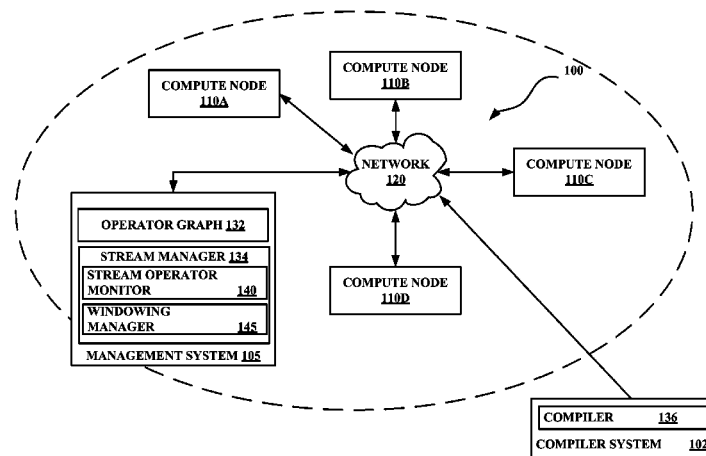 COMPUTE NODE
110B
100
COMPUTE NODE
110A
NETWORK
120
COMPUTE NODE
110C
OPERATOR GRAPH 132
STREAM MANAGER 134
STREAM OPERATOR
MONITOR 140
WINDOWING
MANAGER 145
MANAGEMENT SYSTEM 105
COMPUTE NODE
110D
COMPILER 136
COMPILER SYSTEM 102